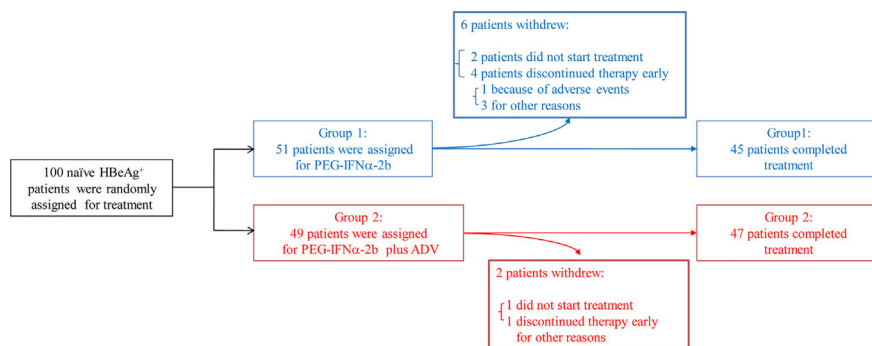 100 naïve HBeAg⁺
patients were randomly
assigned for treatment
Group 1:
51 patients were assigned
for PEG-IFNα-2b
6 patients withdrew:
2 patients did not start treatment
4 patients discontinued therapy early
1 because of adverse events
3 for other reasons
Group1:
45 patients completed
treatment
Group 2:
49 patients were assigned
for PEG-IFNα-2b plus ADV
2 patients withdrew:
1 did not start treatment
1 discontinued therapy early
for other reasons
Group 2:
47 patients completed
treatment